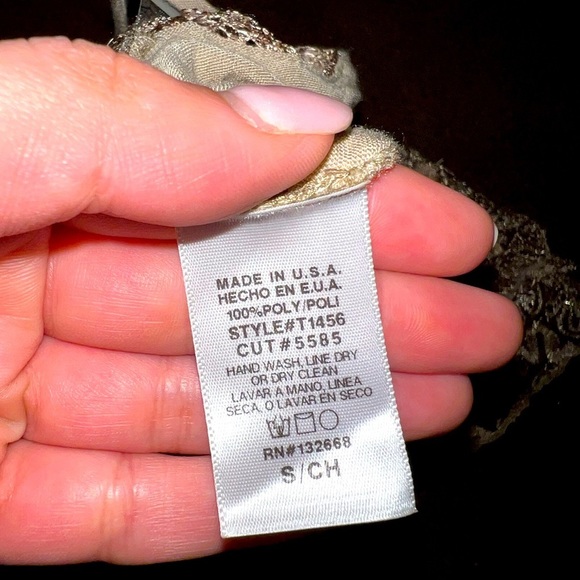 MADE IN U.S.A.
HECHO EN E.U.A.
100%POLY/POLI
STYLE#T1456
CUT#5585
HAND WASH, LINE DRY
OR DRY CLEAN
LAVAR A MANO, LINEA
SECA, O LAVAR EN SECO
RN#132668
S/CH